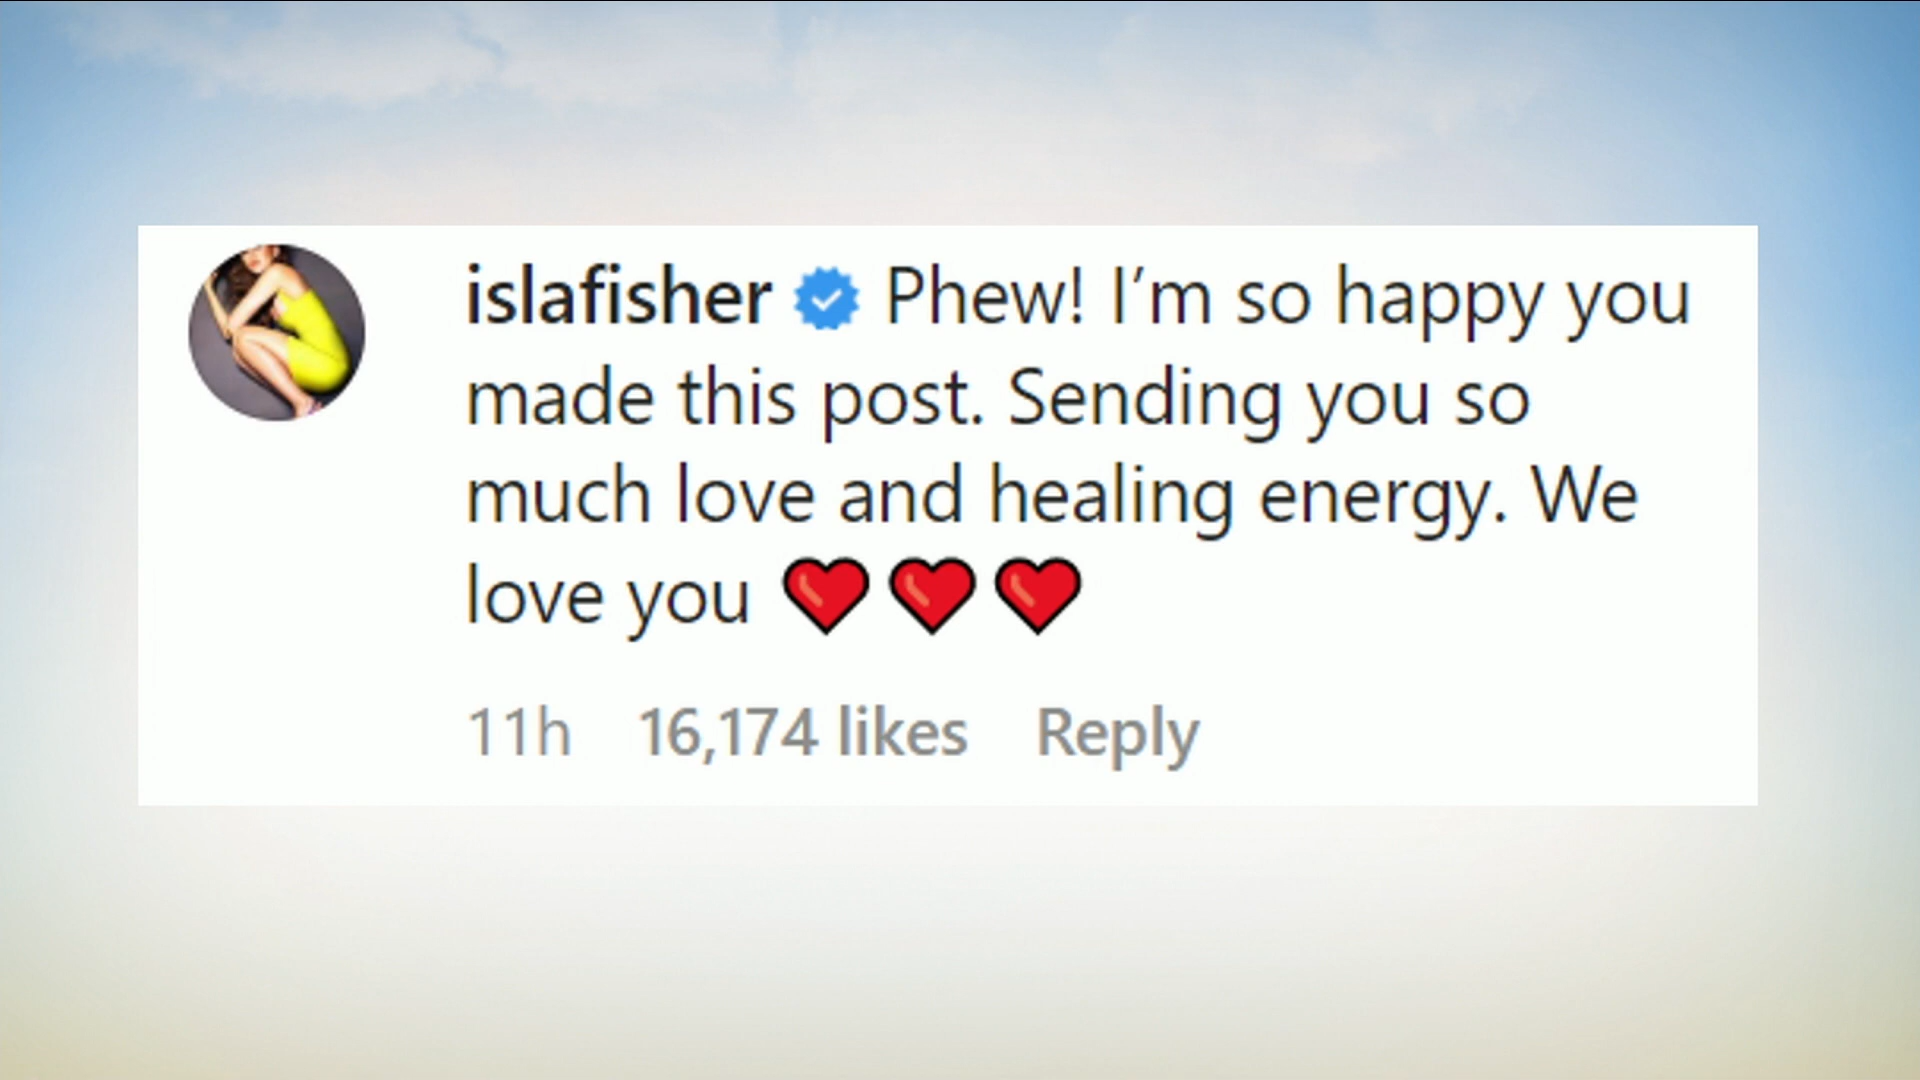 islafisher Phew! I’m so happy you
made this post. Sending you so
much love and healing energy. We
love you ❤️❤️❤️
11h 16,174 likes Reply